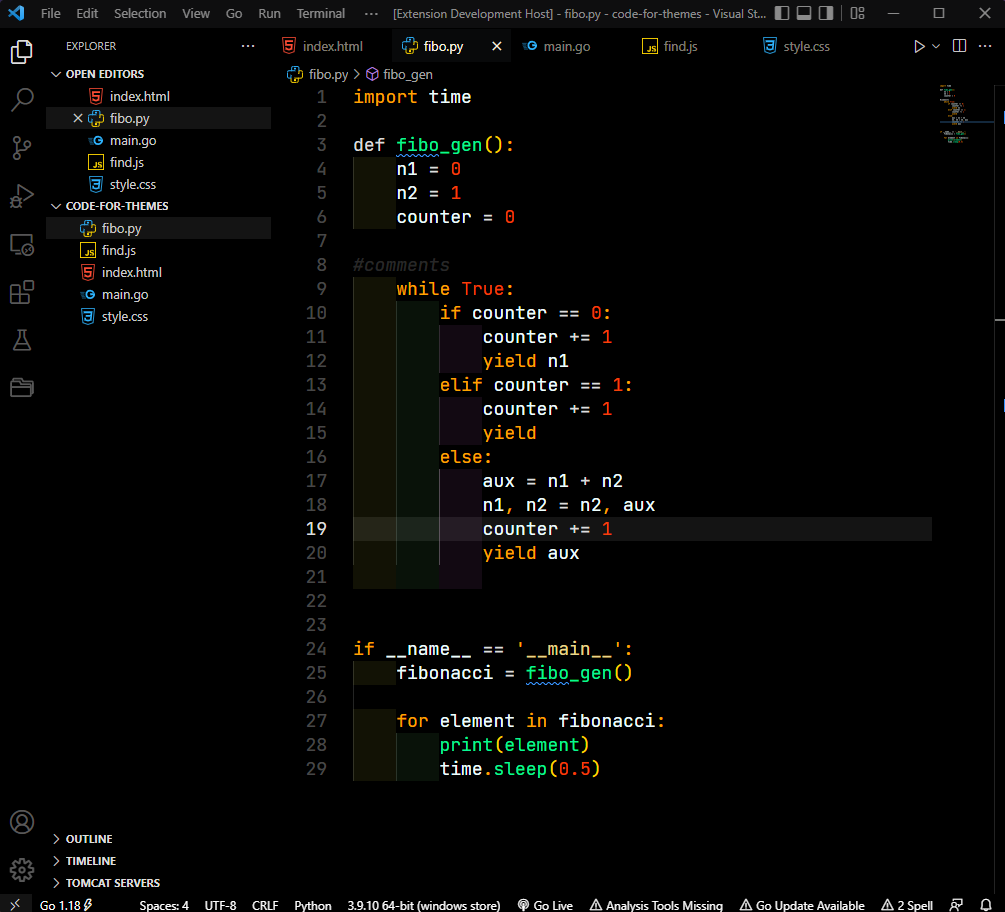 File Edit Selection View Go Run Terminal ··· [Extension Development Host] - fibo.py - code-for-themes - Visual St...
EXPLORER ···
index.html fibo.py main.go find.js style.css ···
OPEN EDITORS
index.html
fibo.py
main.go
find.js
style.css
CODE-FOR-THEMES
fibo.py
find.js
index.html
main.go
style.css
fibo.py > fibo_gen
1 import time
2
3 def fibo_gen():
4     n1 = 0
5     n2 = 1
6     counter = 0
7
8 #comments
9     while True:
10         if counter == 0:
11             counter += 1
12             yield n1
13         elif counter == 1:
14             counter += 1
15             yield
16         else:
17             aux = n1 + n2
18             n1, n2 = n2, aux
19             counter += 1
20             yield aux
21
22
23
24 if __name__ == '__main__':
25     fibonacci = fibo_gen()
26
27     for element in fibonacci:
28         print(element)
29         time.sleep(0.5)
OUTLINE
TIMELINE
TOMCAT SERVERS
Go 1.18 Spaces: 4 UTF-8 CRLF Python 3.9.10 64-bit (windows store) Go Live Analysis Tools Missing Go Update Available 2 Spell